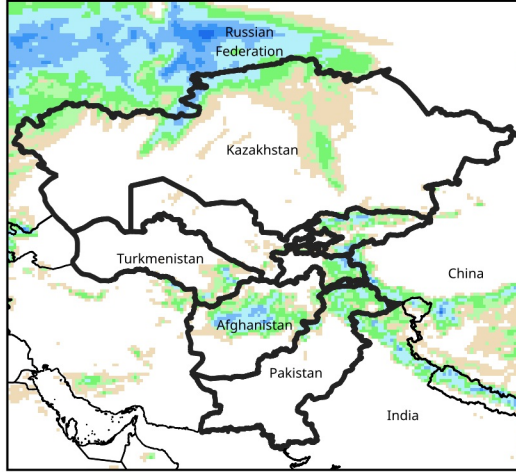 Russian
Federation
Kazakhstan
Turkmenistan
China
Afghanistan
Pakistan
India